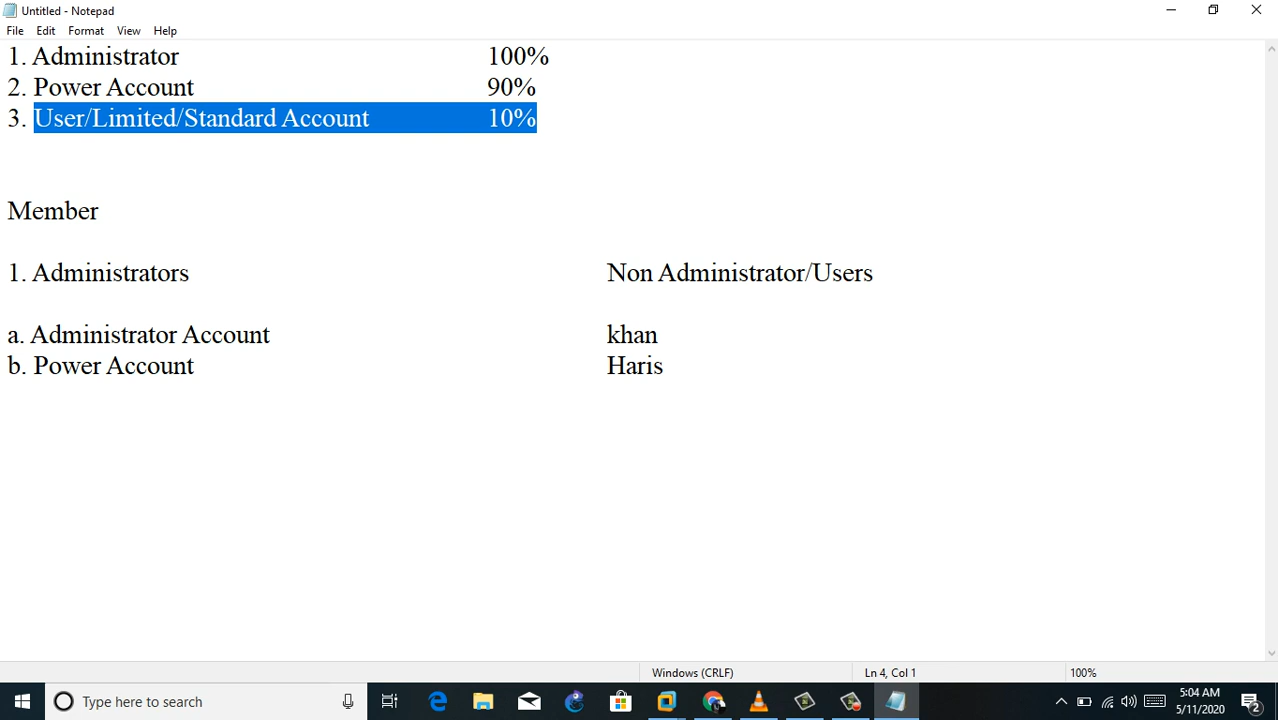 Untitled - Notepad
File Edit Format View Help
1. Administrator 100%
2. Power Account 90%
3. User/Limited/Standard Account 10%
Member
1. Administrators Non Administrator/Users
a. Administrator Account khan
b. Power Account Haris
Windows (CRLF) Ln 4, Col 1 100%
Type here to search
5:04 AM
5/11/2020
2